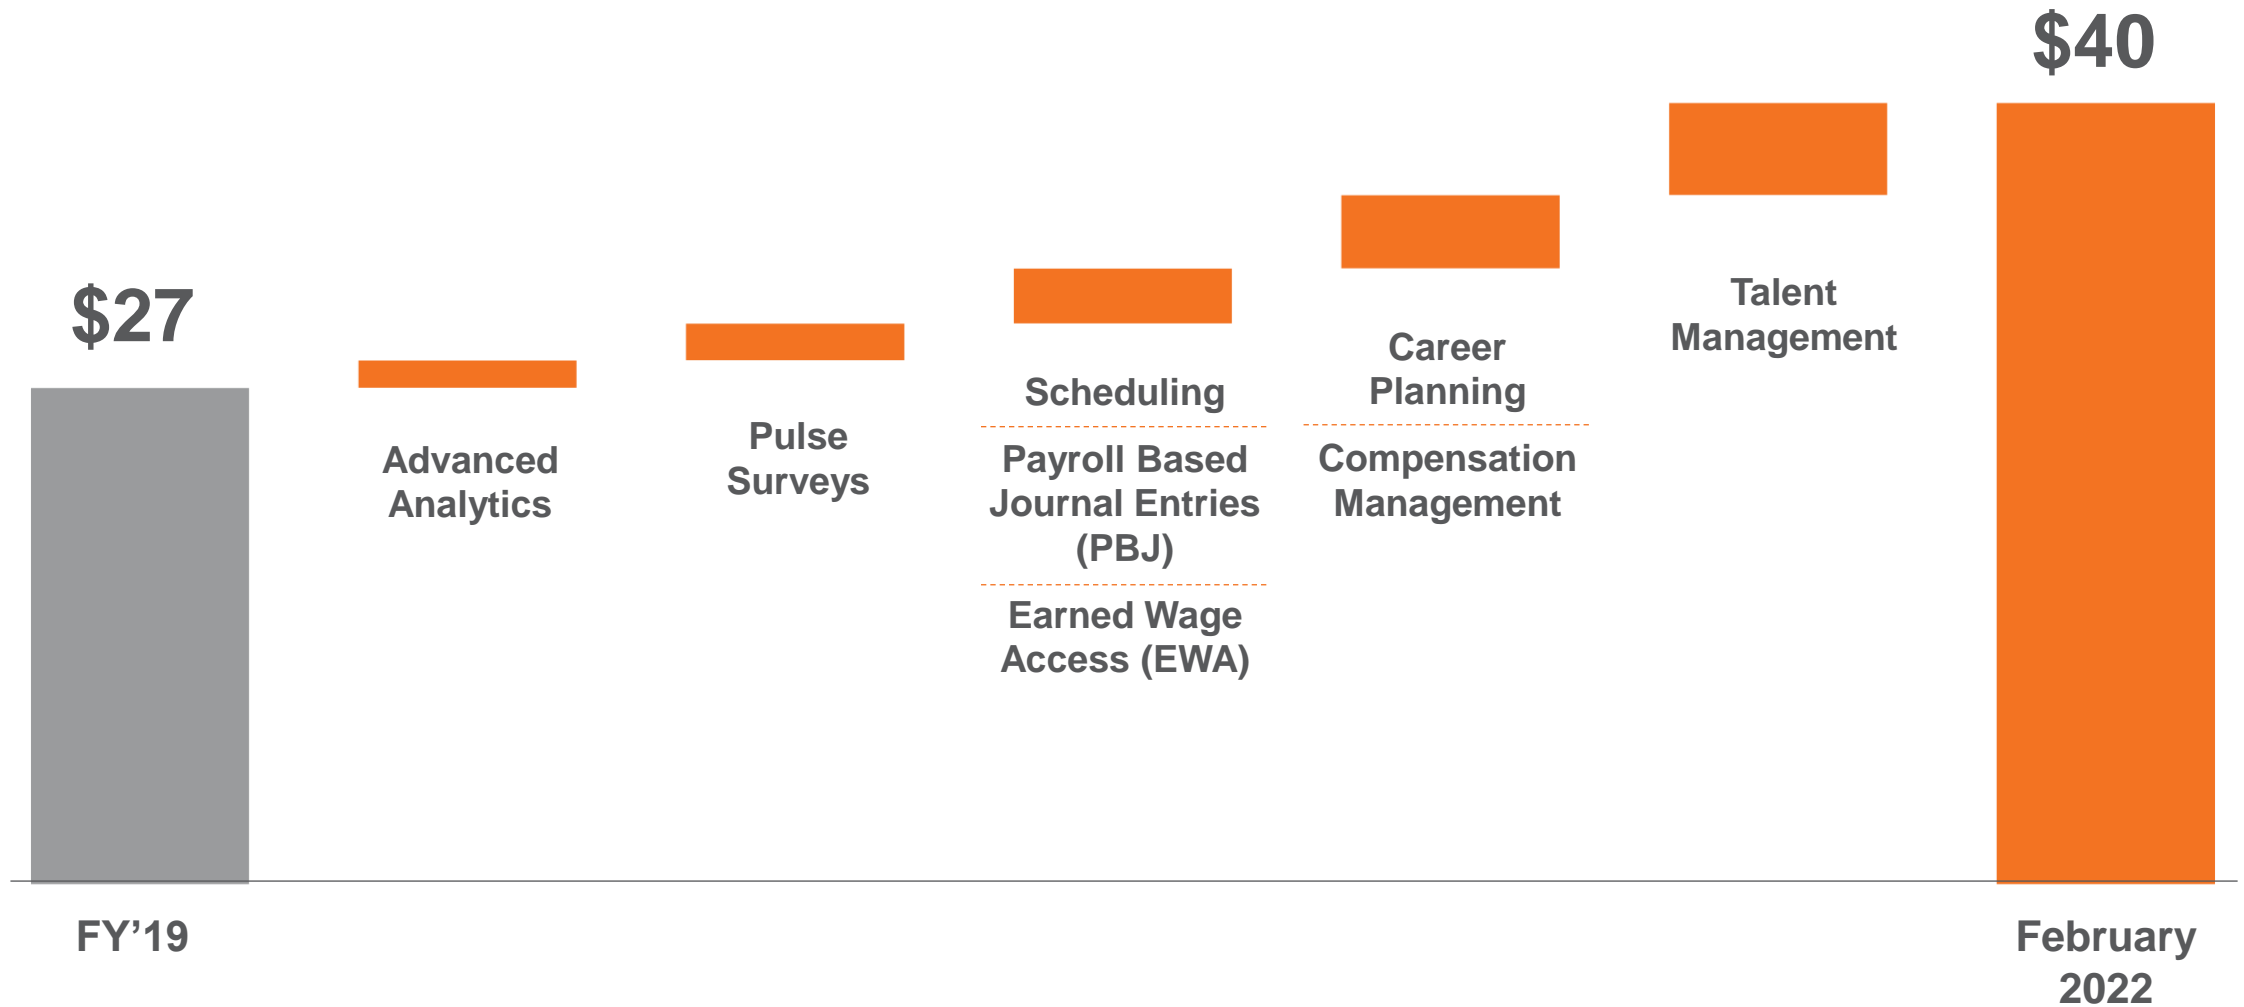 $40
$27
Talent
Management
Career
Planning
Compensation
Management
Scheduling
Payroll Based
Journal Entries
(PBJ)
Earned Wage
Access (EWA)
Pulse
Surveys
Advanced
Analytics
FY’19
February
2022